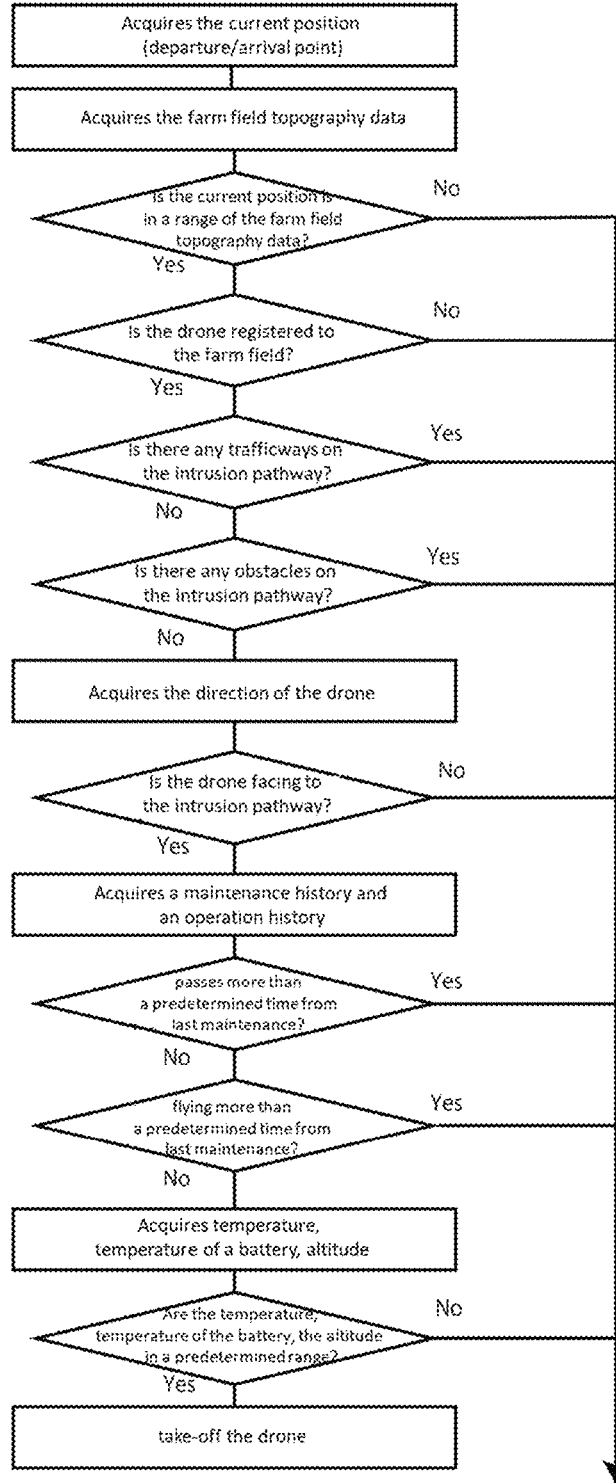 Acquires the current position
(departure/arrival point)
Acquires the farm field topography data
Is the current position is
in a range of the farm field
topography data?
No
Yes
Is the drone registered to
the farm field?
No
Yes
Is there any trafficways on
the intrusion pathway?
Yes
No
Is there any obstacles on
the intrusion pathway?
Yes
No
Acquires the direction of the drone
Is the drone facing to
the intrusion pathway?
No
Yes
Acquires a maintenance history and
an operation history
passes more than
a predetermined time from
last maintenance?
Yes
No
flying more than
a predetermined time from
last maintenance?
Yes
No
Acquires temperature,
temperature of a battery, altitude
Are the temperature,
temperature of the battery, the altitude
in a predetermined range?
No
Yes
take-off the drone